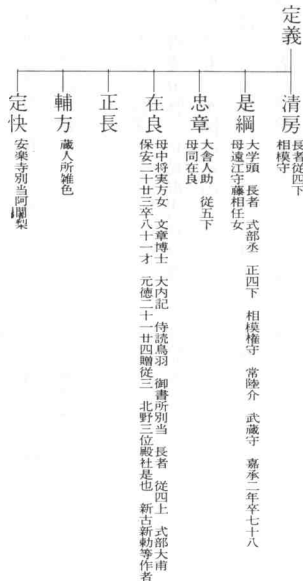 定義
清房
長者従四下
相模守
是綱
大学頭　長者　式部丞　正四下　相模権守　常陸介　武蔵守　嘉承二年卒七十八
母遠江守藤相任女
忠章
大舎人助　従五下
母同在良
在良
母中将実方女　文章博士　大内記　侍読鳥羽　御書所別当　長者　従四上　式部大甫
保安二十廿三卒八十一才　元徳二十一廿四贈従三　北野三位殿社是也　新古新勅等作者
正長
輔方
蔵人所雑色
定快
安楽寺別当阿闍梨